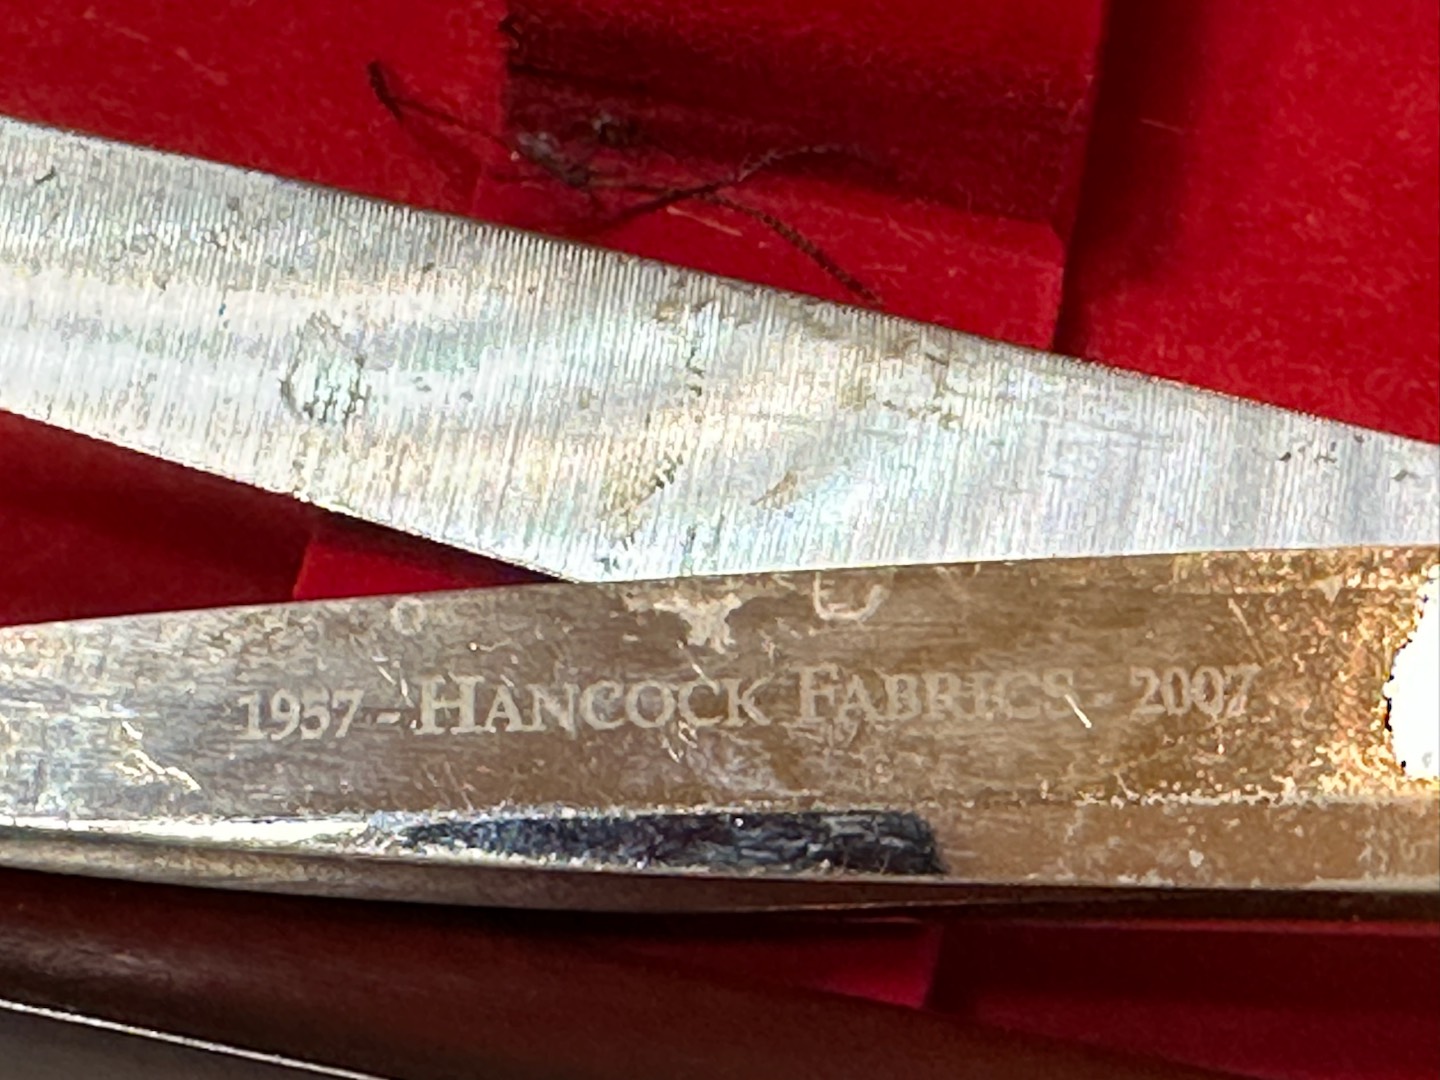 1957 - HANCOCK FABRICS - 2007